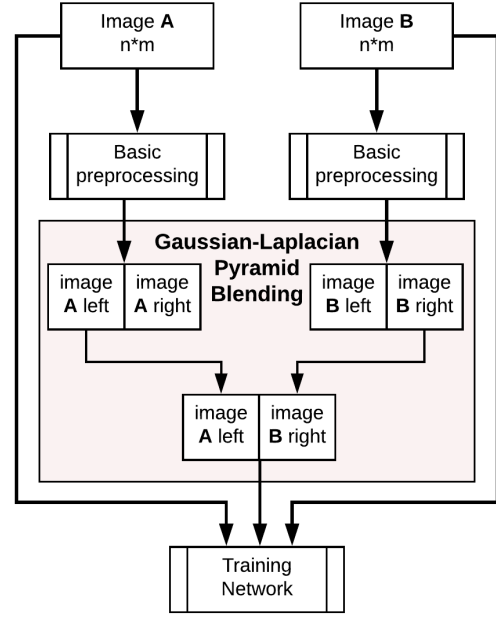 Image A
n*m
Image B
n*m
Basic
preprocessing
Basic
preprocessing
Gaussian-Laplacian
Pyramid
Blending
image
A left
image
A right
image
B left
image
B right
image
A left
image
B right
Training
Network